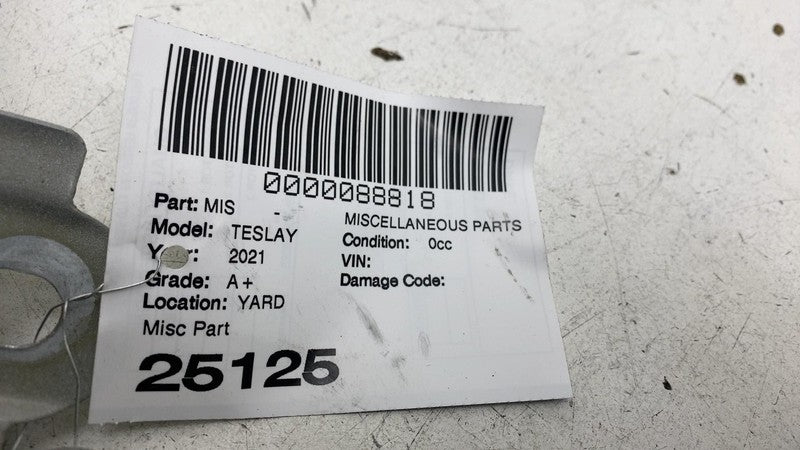 0000088818
Part: MIS - MISCELLANEOUS PARTS
Model: TESLAY Condition: 0cc
Year: 2021 VIN:
Grade: A+ Damage Code:
Location: YARD
Misc Part
25125